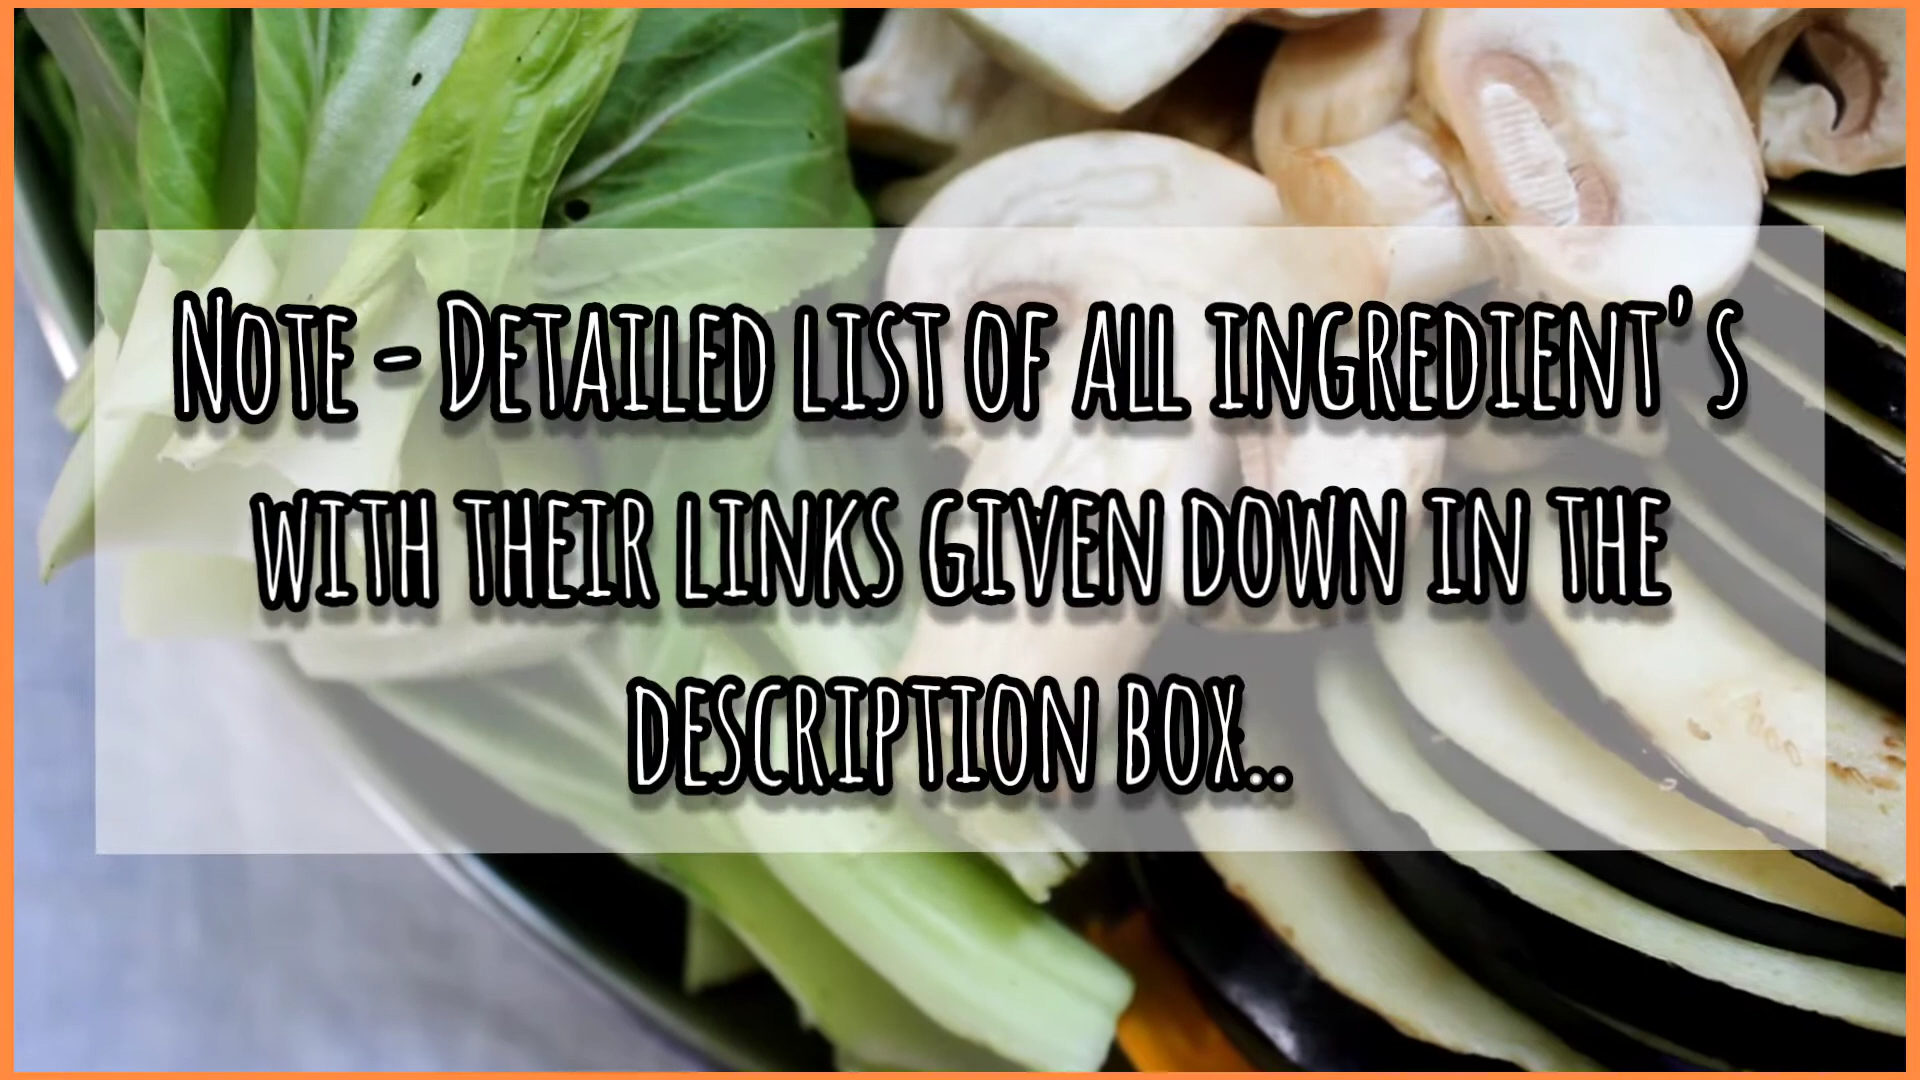 Note - Detailed list of all ingredient's
with their links given down in the
description box..